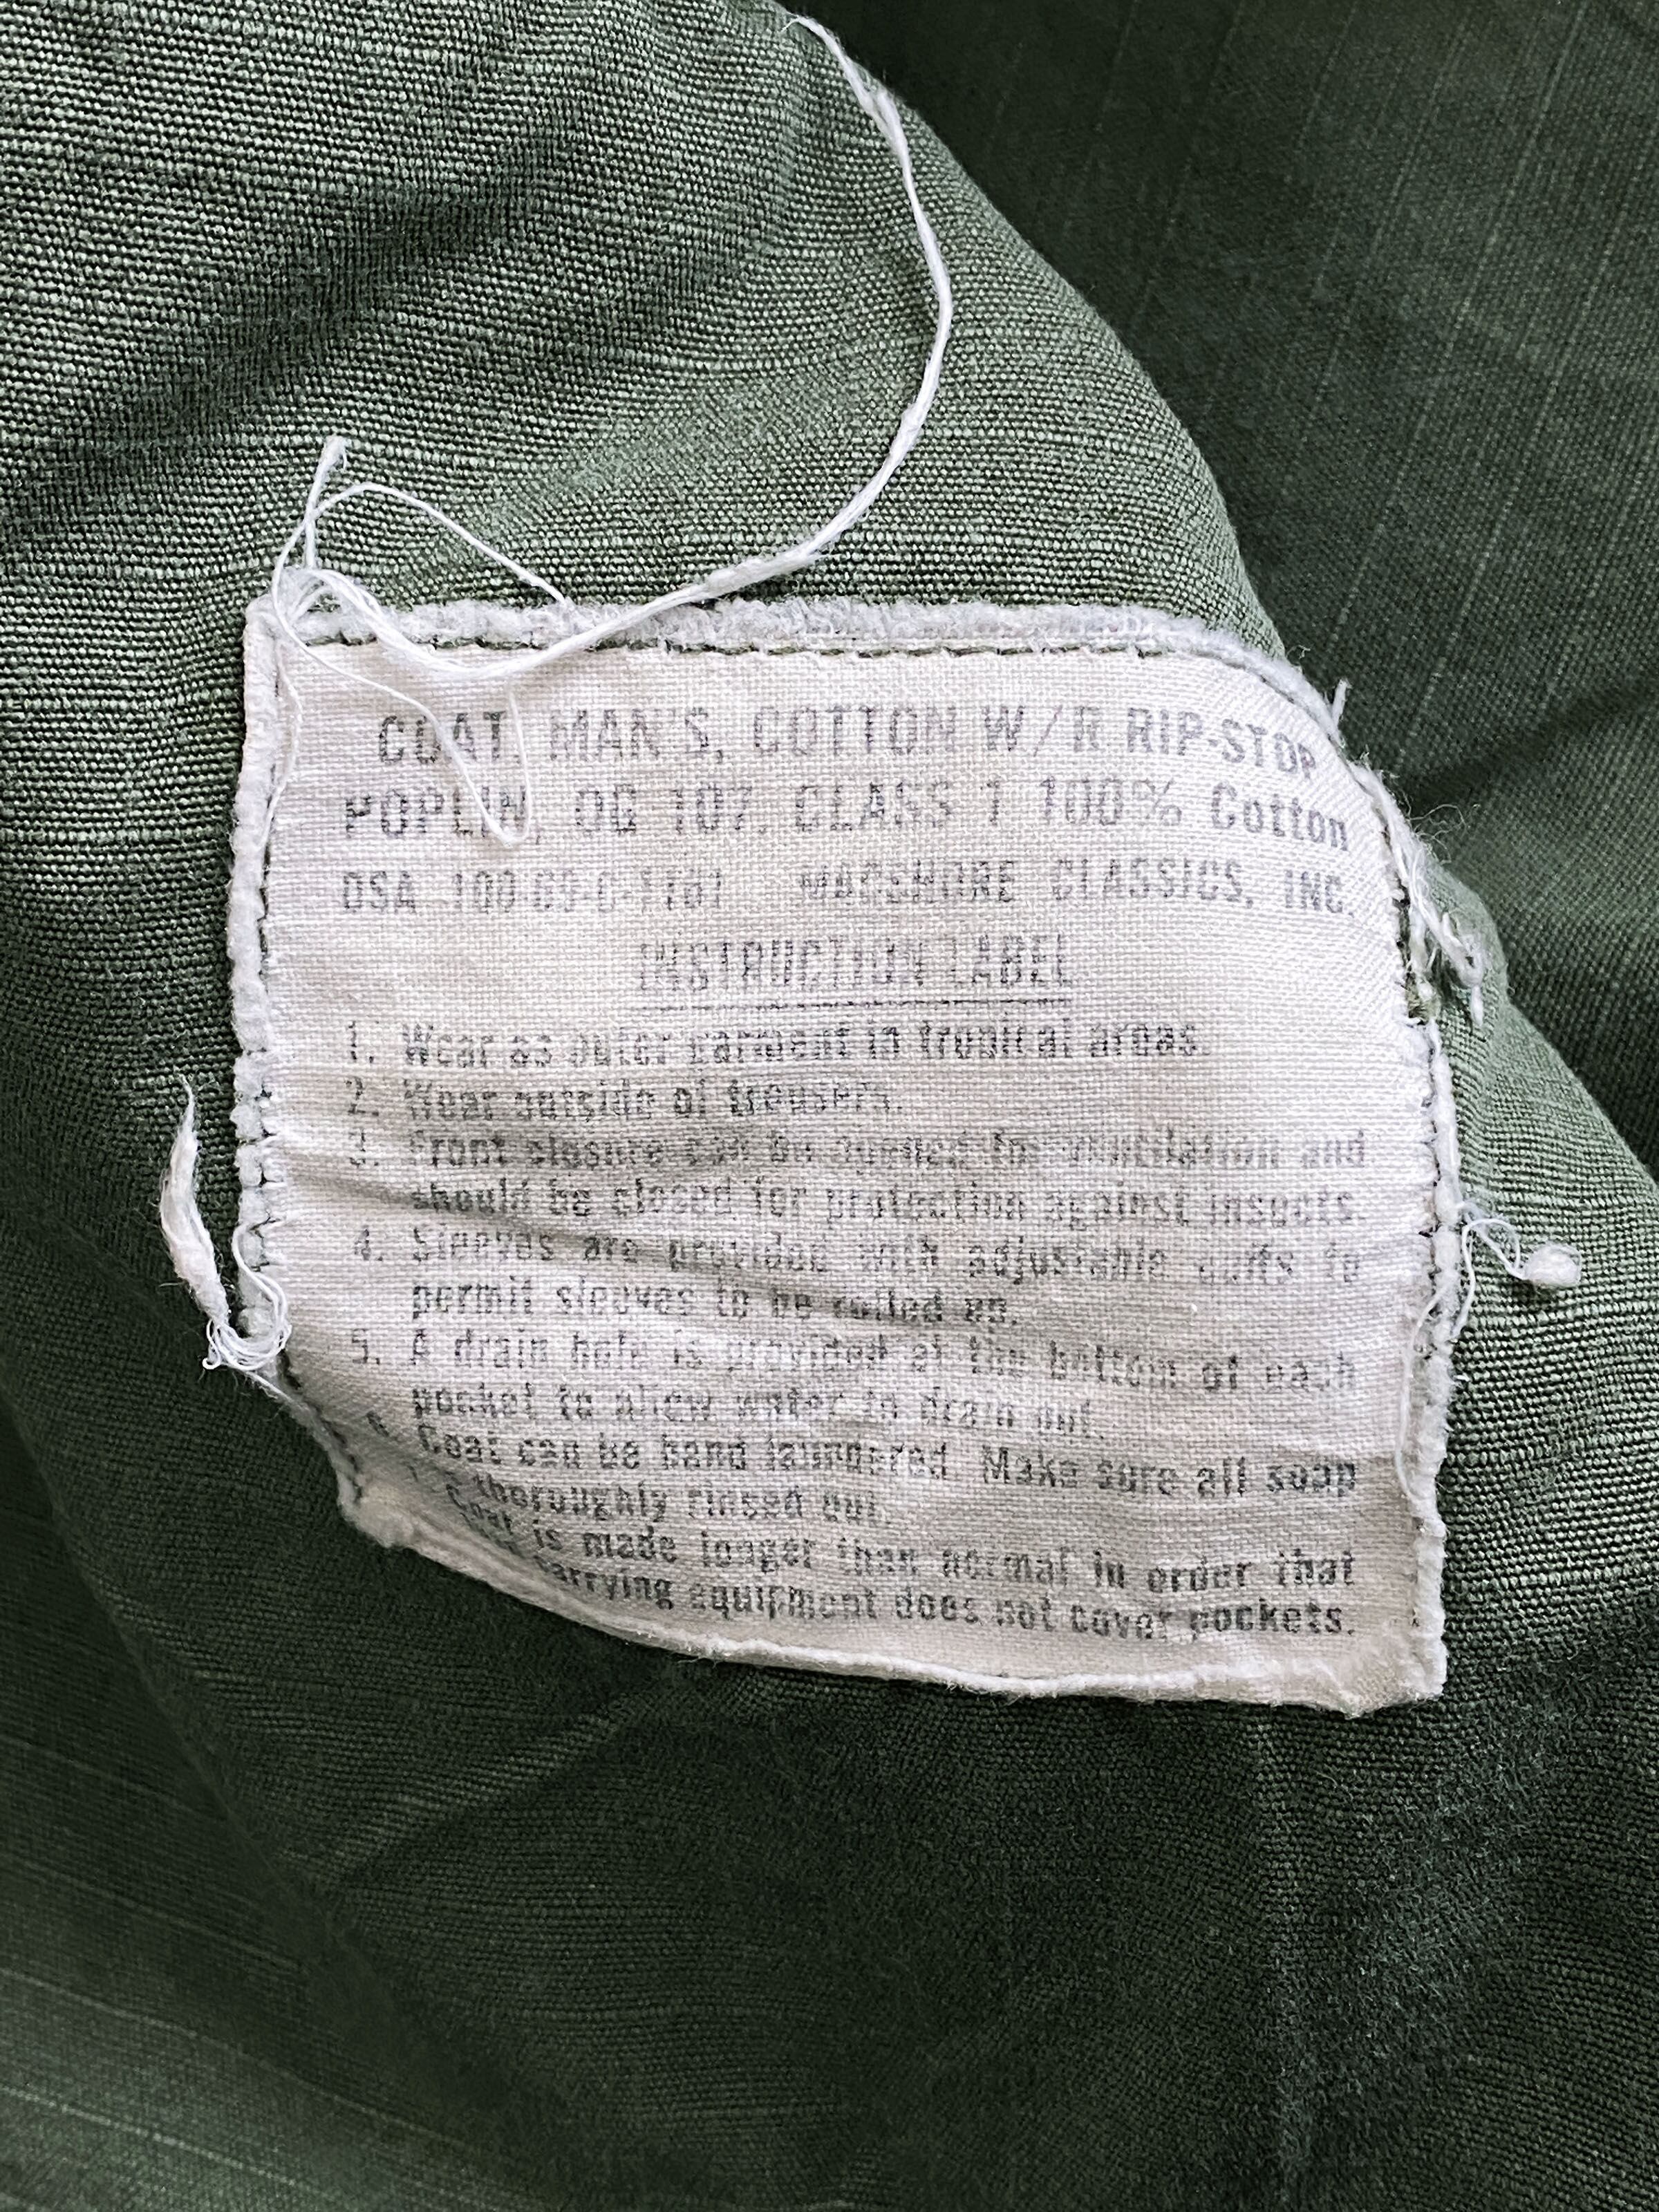 COAT, MAN'S, COTTON W/R RIP-STOP
POPLIN, OG 107, CLASS 1 100% Cotton
DSA 100-69-C-1161 MACSHORE CLASSICS, INC.
INSTRUCTION LABEL
1. Wear as outer garment in tropical areas.
2. Wear outside of trousers.
3. Front closure can be opened for ventilation and
should be closed for protection against insects.
4. Sleeves are provided with adjustable cuffs to
permit sleeves to be rolled up.
5. A drain hole is provided at the bottom of each
pocket to allow water to drain out.
6. Coat can be hand laundered. Make sure all soap
thoroughly rinsed out.
7. Coat is made longer than normal in order that
carrying equipment does not cover pockets.